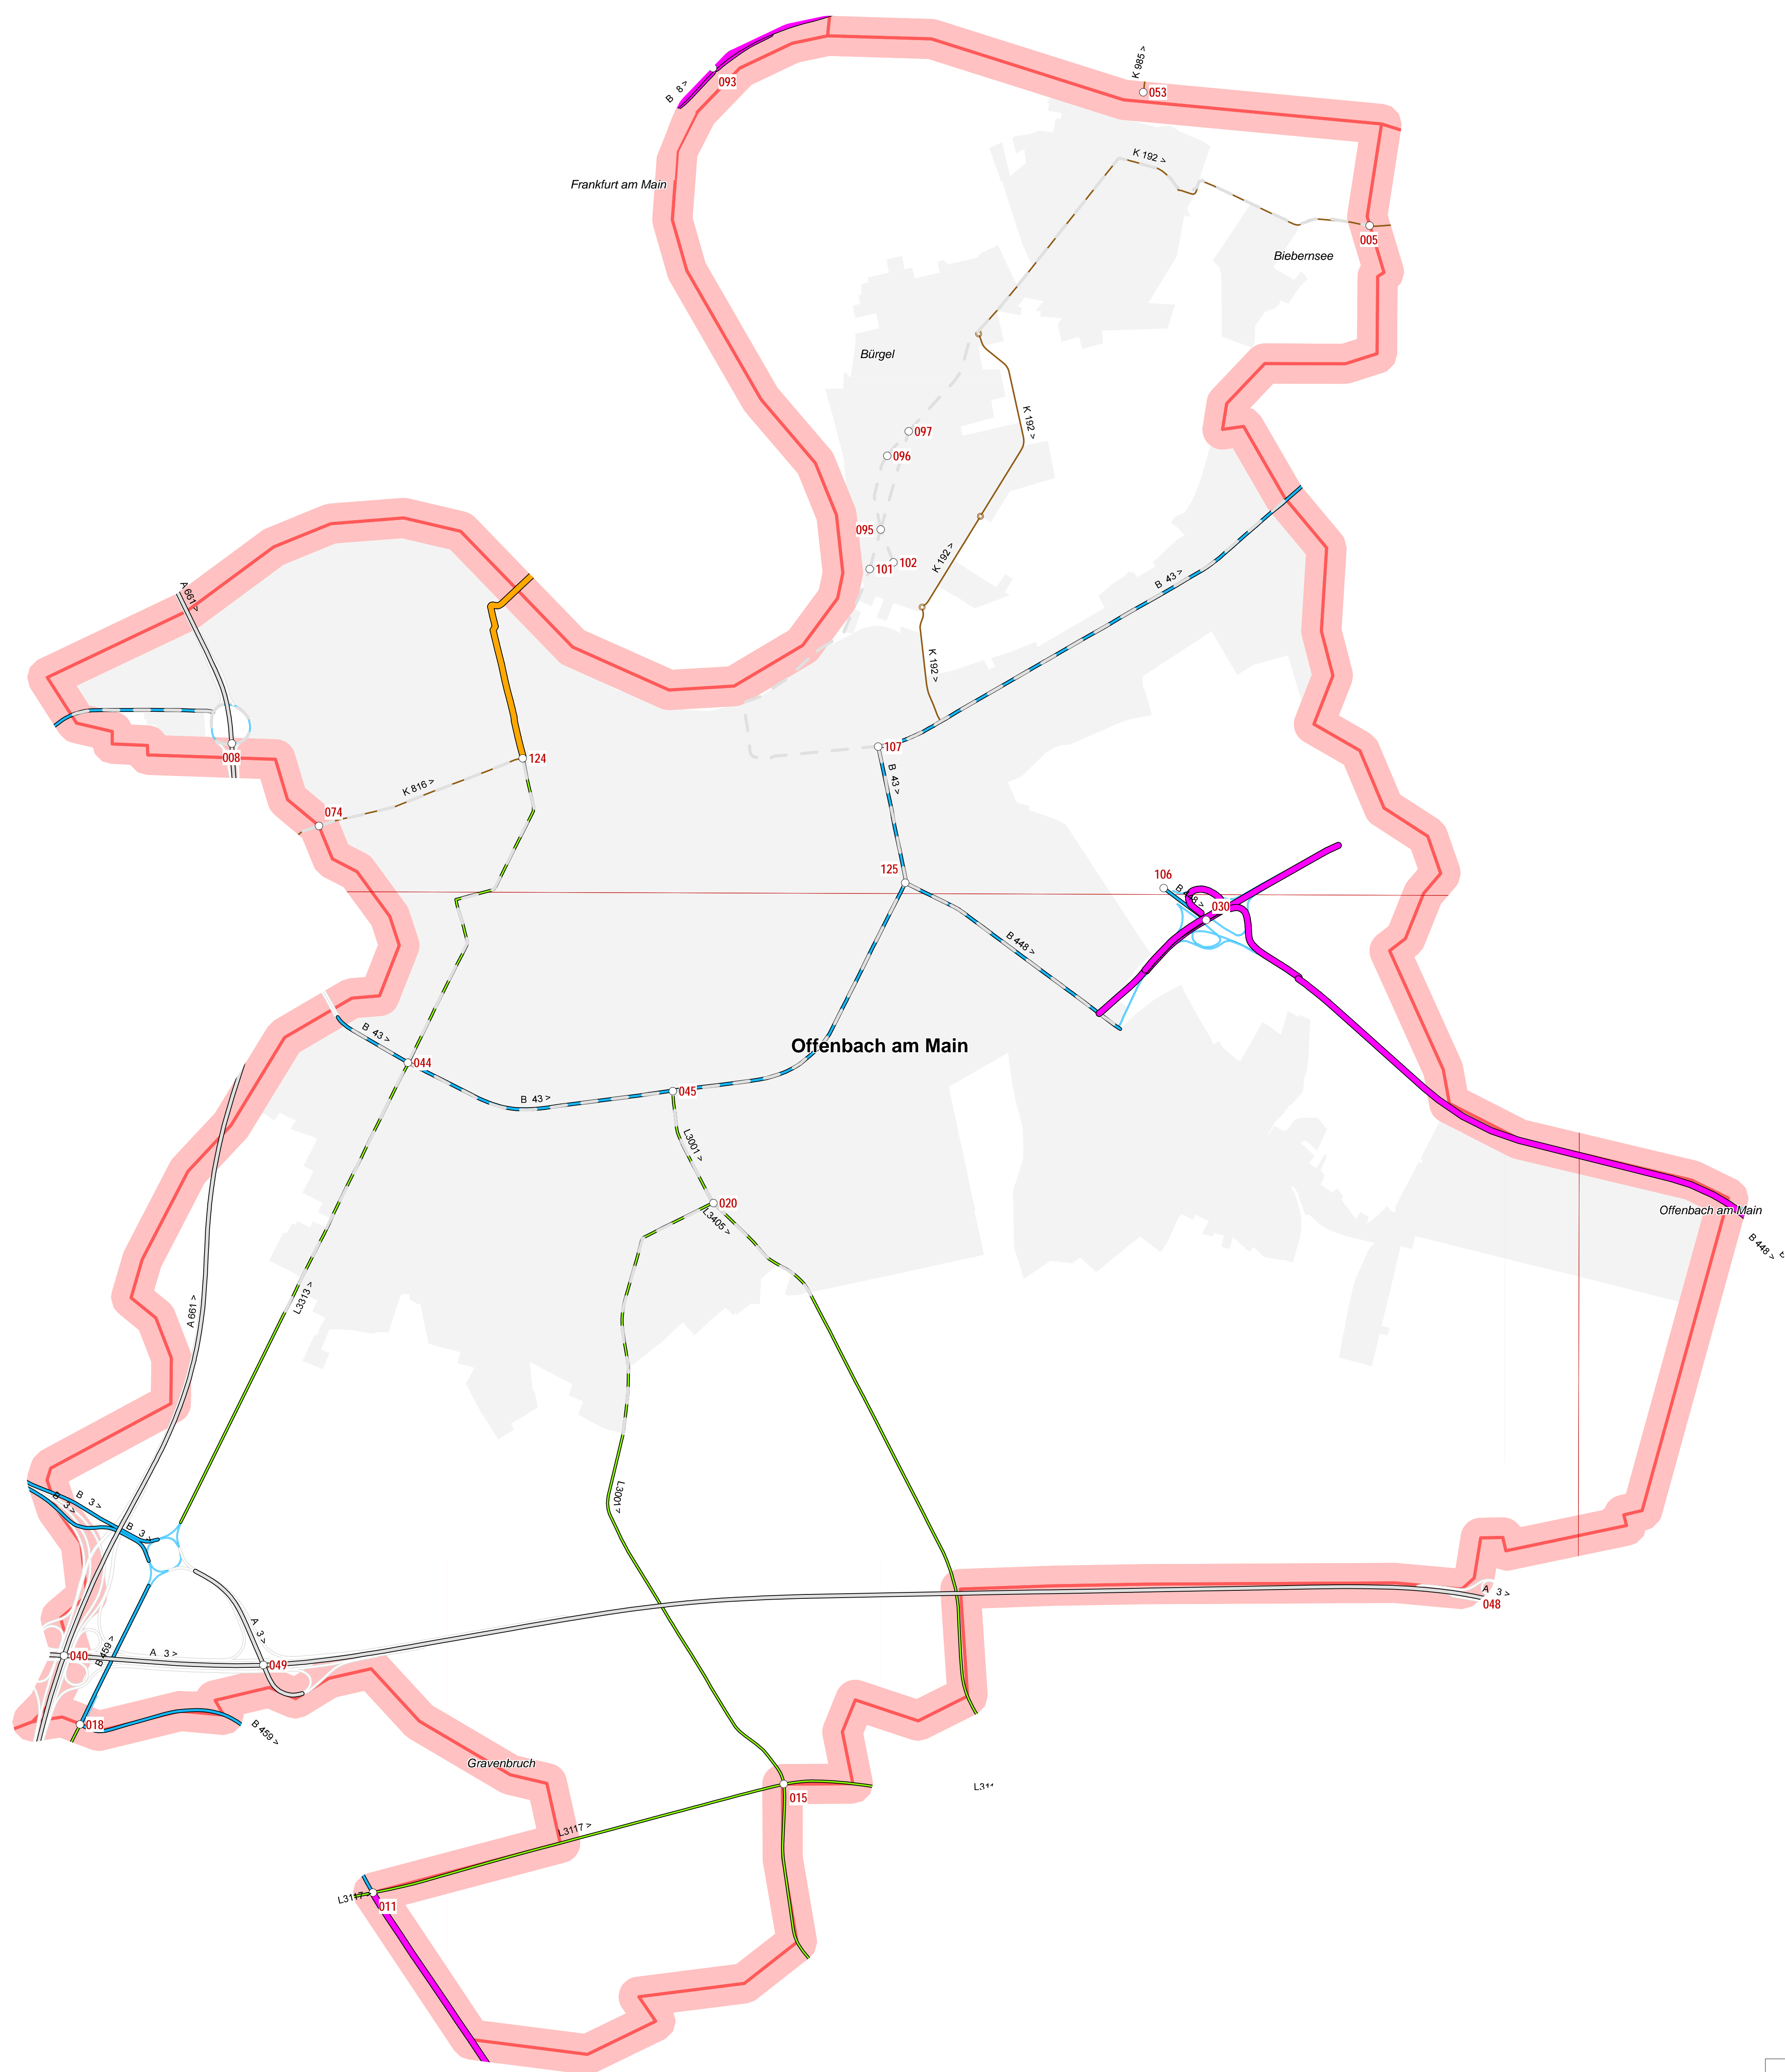 K 985 >
B 8 >
093
053
K 192 >
Frankfurt am Main
005
Biebernsee
Bürgel
K 192 >
097
096
095
K 192 >
102
101
B 43 >
A 661 >
K 192 >
107
008
124
B 43 >
K 816 >
074
125
106
030
B 448 >
B 43 >
Offenbach am Main
044
045
B 43 >
L3001 >
020
L3405 >
Offenbach am Main
B 448 >
L3313 >
A 661 >
L3001 >
B 3 >
B 3 >
B 3 >
A 3 >
048
A 3 >
B 459 >
040
A 3 >
049
018
B 459 >
Gravenbruch
015
L3117 >
L3117
011